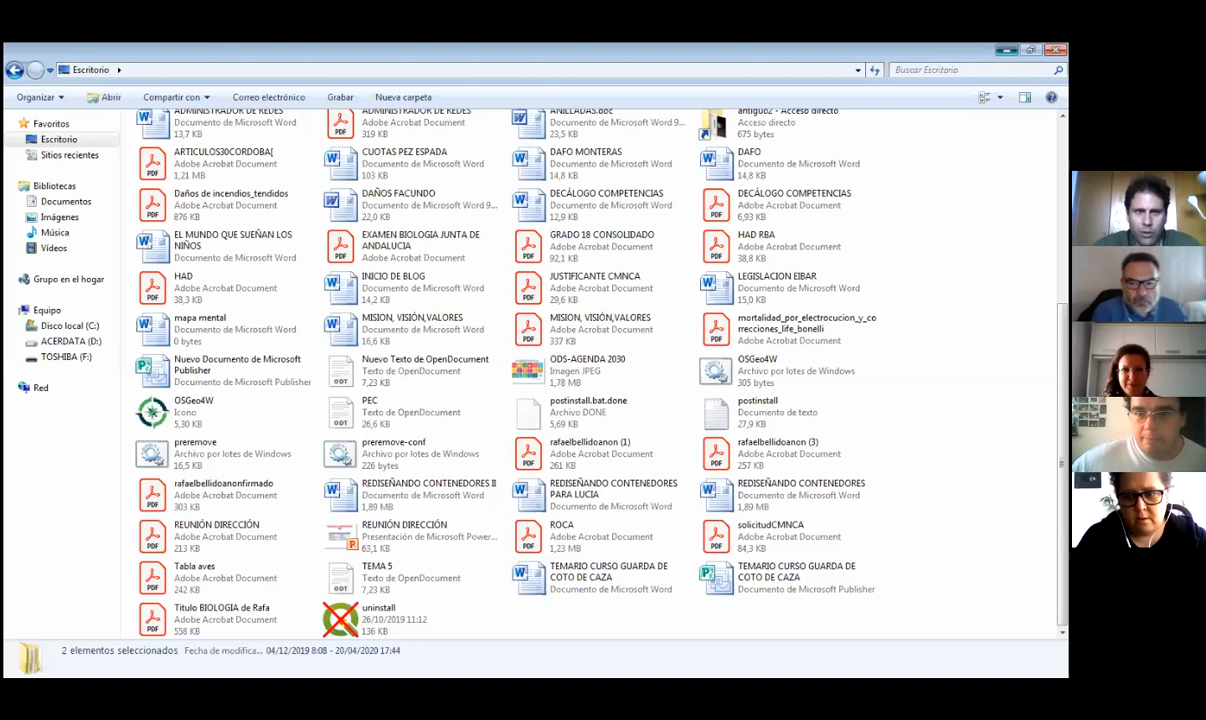 Escritorio
Buscar Escritorio
Organizar
Abrir
Compartir con
Correo electrónico
Grabar
Nueva carpeta
Favoritos
Escritorio
Sitios recientes
Bibliotecas
Documentos
Imágenes
Música
Vídeos
Grupo en el hogar
Equipo
Disco local (C:)
ACERDATA (D:)
TOSHIBA (F:)
Red
ADMINISTRADOR DE REDES
Documento de Microsoft Word
13,7 KB
ADMINISTRADOR DE REDES
Adobe Acrobat Document
319 KB
ANILLADAS.doc
Documento de Microsoft Word 9...
23,5 KB
antiguo2 - Acceso directo
Acceso directo
675 bytes
ARTICULOS30CORDOBA[
Adobe Acrobat Document
1,21 MB
CUOTAS PEZ ESPADA
Documento de Microsoft Word
103 KB
DAFO MONTERAS
Documento de Microsoft Word
14,8 KB
DAFO
Documento de Microsoft Word
14,8 KB
Daños de incendios_tendidos
Adobe Acrobat Document
876 KB
DAÑOS FACUNDO
Documento de Microsoft Word 9...
22,0 KB
DECÁLOGO COMPETENCIAS
Documento de Microsoft Word
12,9 KB
DECÁLOGO COMPETENCIAS
Adobe Acrobat Document
6,93 MB
EL MUNDO QUE SUEÑAN LOS
NIÑOS
Documento de Microsoft Word
EXAMEN BIOLOGIA JUNTA DE
ANDALUCIA
Adobe Acrobat Document
GRADO 18 CONSOLIDADO
Adobe Acrobat Document
92,1 KB
HAD RBA
Adobe Acrobat Document
38,8 KB
HAD
Adobe Acrobat Document
38,3 KB
INICIO DE BLOG
Documento de Microsoft Word
14,2 KB
JUSTIFICANTE CMNCA
Adobe Acrobat Document
29,6 KB
LEGISLACION EIBAR
Documento de Microsoft Word
15,0 KB
mapa mental
Documento de Microsoft Word
0 bytes
MISION, VISIÓN,VALORES
Documento de Microsoft Word
16,6 KB
MISION, VISIÓN,VALORES
Adobe Acrobat Document
337 KB
mortalidad_por_electrocucion_y_co
rrecciones_life_bonelli
Adobe Acrobat Document
Nuevo Documento de Microsoft
Publisher
Documento de Microsoft Publisher
Nuevo Texto de OpenDocument
Texto de OpenDocument
7,23 KB
ODS-AGENDA 2030
Imagen JPEG
1,78 MB
OSGeo4W
Archivo por lotes de Windows
305 bytes
OSGeo4W
Icono
5,30 KB
PEC
Texto de OpenDocument
26,6 KB
postinstall.bat.done
Archivo DONE
5,69 KB
postinstall
Documento de texto
27,9 KB
preremove
Archivo por lotes de Windows
16,5 KB
preremove-conf
Archivo por lotes de Windows
226 bytes
rafaelbellidoanon (1)
Adobe Acrobat Document
261 KB
rafaelbellidoanon (3)
Adobe Acrobat Document
257 KB
rafaelbellidoanonfirmado
Adobe Acrobat Document
303 KB
REDISEÑANDO CONTENEDORES II
Documento de Microsoft Word
1,89 MB
REDISEÑANDO CONTENEDORES
PARA LUCIA
Documento de Microsoft Word
REDISEÑANDO CONTENEDORES
Documento de Microsoft Word
1,89 MB
REUNIÓN DIRECCIÓN
Adobe Acrobat Document
213 KB
REUNIÓN DIRECCIÓN
Presentación de Microsoft Power...
63,1 KB
ROCA
Adobe Acrobat Document
1,23 MB
solicitudCMNCA
Adobe Acrobat Document
84,3 KB
Tabla aves
Adobe Acrobat Document
242 KB
TEMA 5
Texto de OpenDocument
7,23 KB
TEMARIO CURSO GUARDA DE
COTO DE CAZA
Documento de Microsoft Word
TEMARIO CURSO GUARDA DE
COTO DE CAZA
Documento de Microsoft Publisher
Titulo BIOLOGIA de Rafa
Adobe Acrobat Document
558 KB
uninstall
26/10/2019 11:12
136 KB
2 elementos seleccionados
Fecha de modifica... 04/12/2019 8:08 - 20/04/2020 17:44